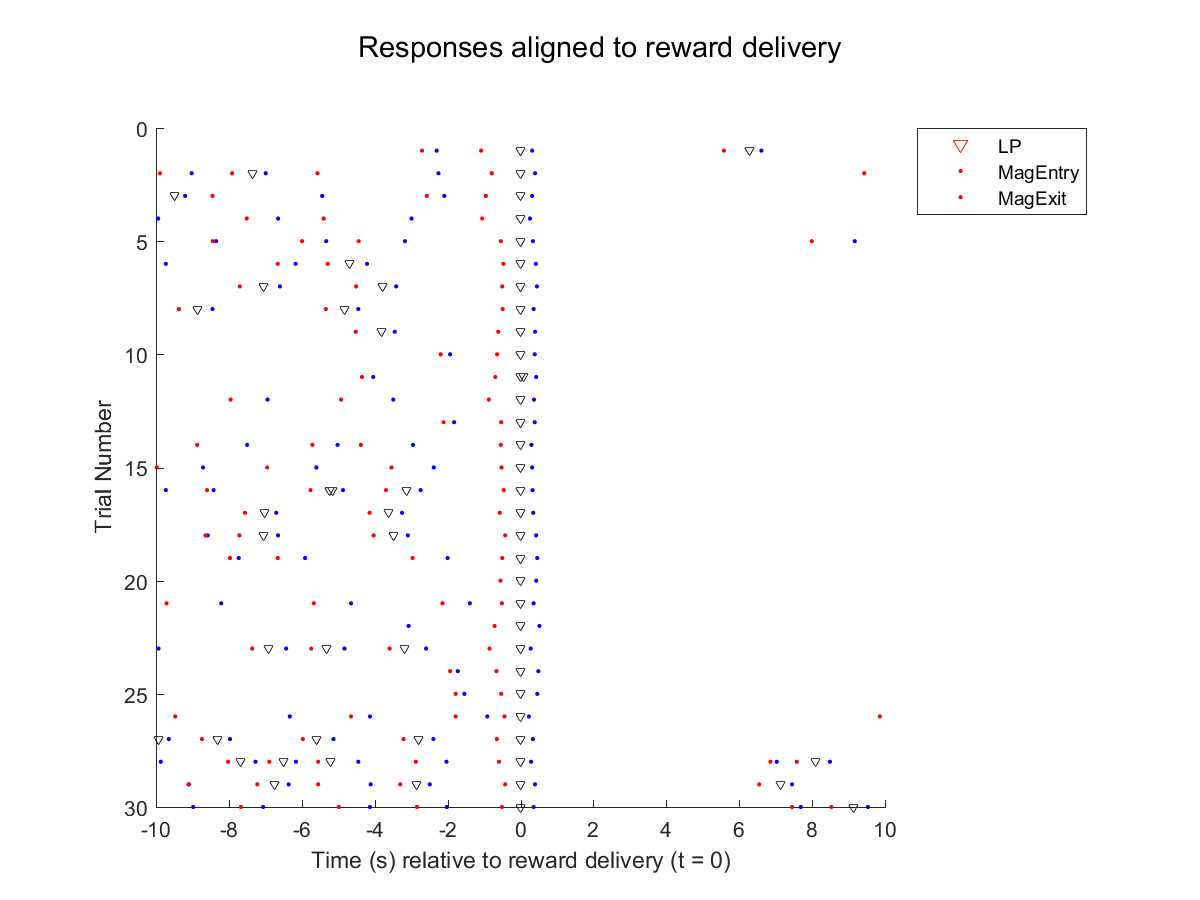 Responses aligned to reward delivery
LP
MagEntry
MagExit
0
5
10
15
20
25
30
Trial Number
-10 -8 -6 -4 -2 0 2 4 6 8 10
Time (s) relative to reward delivery (t = 0)